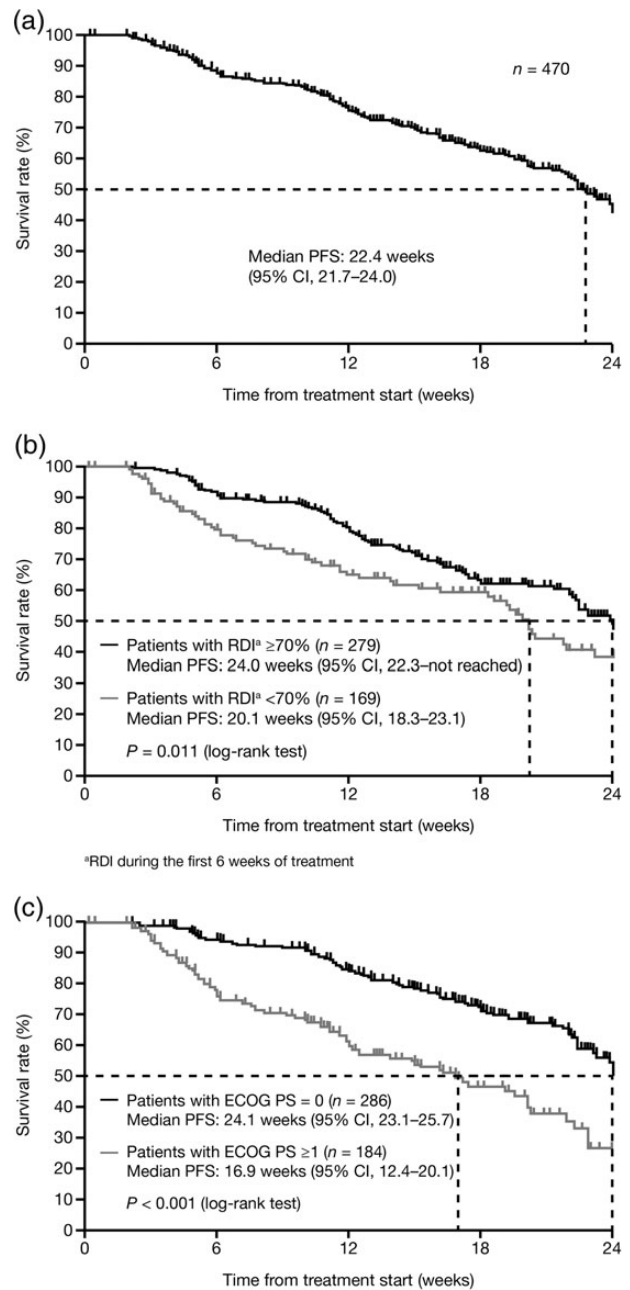 (a)
Survival rate (%)
100
90
80
70
60
50
40
30
20
10
0
n = 470
Median PFS: 22.4 weeks
(95% CI, 21.7–24.0)
0 6 12 18 24
Time from treatment start (weeks)
(b)
Survival rate (%)
100
90
80
70
60
50
40
30
20
10
0
Patients with RDIᵃ ≥70% (n = 279)
Median PFS: 24.0 weeks (95% CI, 22.3–not reached)
Patients with RDIᵃ <70% (n = 169)
Median PFS: 20.1 weeks (95% CI, 18.3–23.1)
P = 0.011 (log-rank test)
0 6 12 18 24
Time from treatment start (weeks)
ᵃRDI during the first 6 weeks of treatment
(c)
Survival rate (%)
100
90
80
70
60
50
40
30
20
10
0
Patients with ECOG PS = 0 (n = 286)
Median PFS: 24.1 weeks (95% CI, 23.1–25.7)
Patients with ECOG PS ≥1 (n = 184)
Median PFS: 16.9 weeks (95% CI, 12.4–20.1)
P < 0.001 (log-rank test)
0 6 12 18 24
Time from treatment start (weeks)